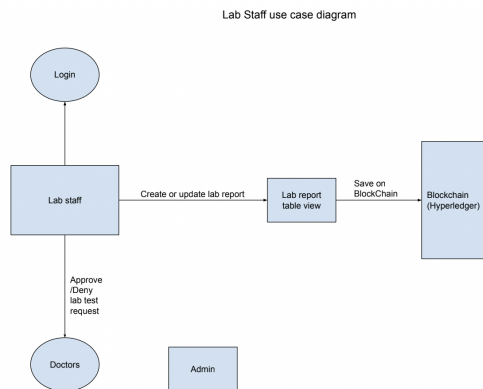 Lab Staff use case diagram
Login
Lab staff
Create or update lab report
Lab report
table view
Save on
BlockChain
Blockchain
(Hyperledger)
Approve
/Deny
lab test
request
Doctors
Admin